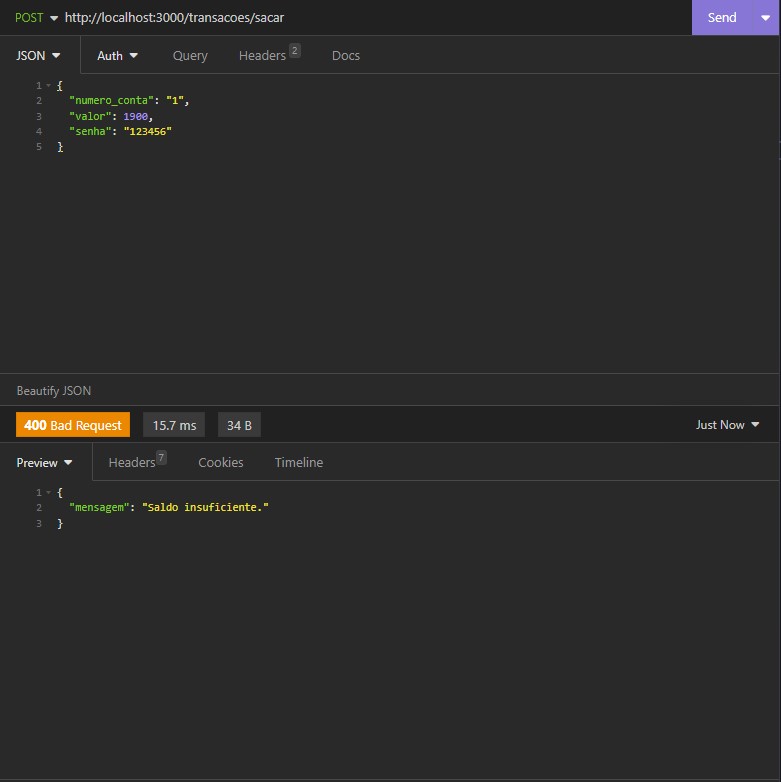 POST http://localhost:3000/transacoes/sacar Send
JSON Auth Query Headers 2 Docs
1 {
2 "numero_conta": "1",
3 "valor": 1900,
4 "senha": "123456"
5 }
Beautify JSON
400 Bad Request 15.7 ms 34 B Just Now
Preview Headers 7 Cookies Timeline
1 {
2 "mensagem": "Saldo insuficiente."
3 }